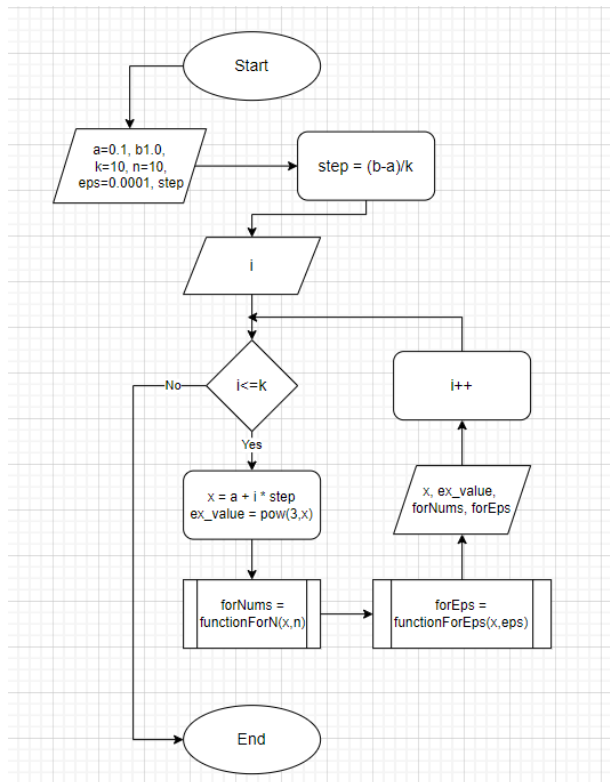 Start
a=0.1, b1.0,
k=10, n=10,
eps=0.0001, step
step = (b-a)/k
i
i<=k
No
Yes
i++
x = a + i * step
ex_value = pow(3,x)
x, ex_value,
forNums, forEps
forNums =
functionForN(x,n)
forEps =
functionForEps(x,eps)
End